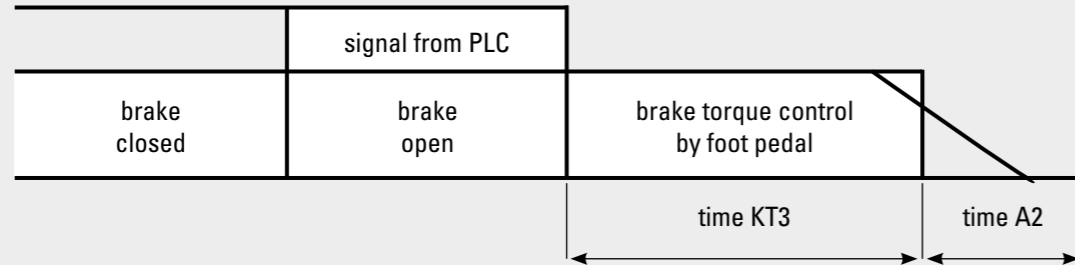 signal from PLC
brake
closed
brake
open
brake torque control
by foot pedal
time KT3
time A2